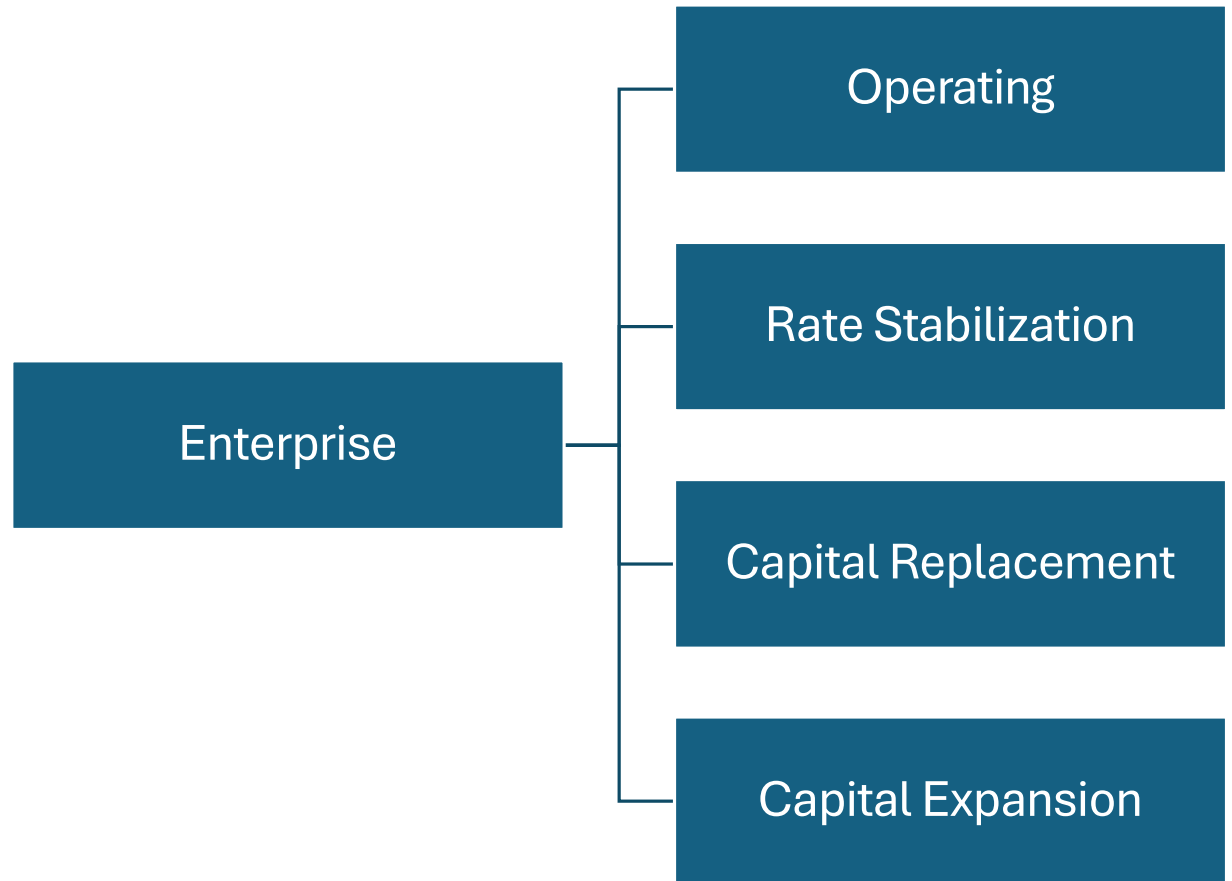 Operating
Rate Stabilization
Enterprise
Capital Replacement
Capital Expansion